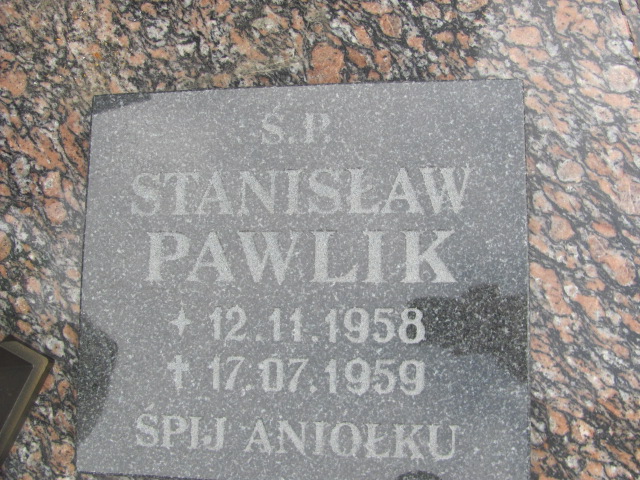 Ś.P.
STANISŁAW
PAWLIK
+ 12.11.1958
† 17.07.1959
ŚPIJ ANIOŁKU